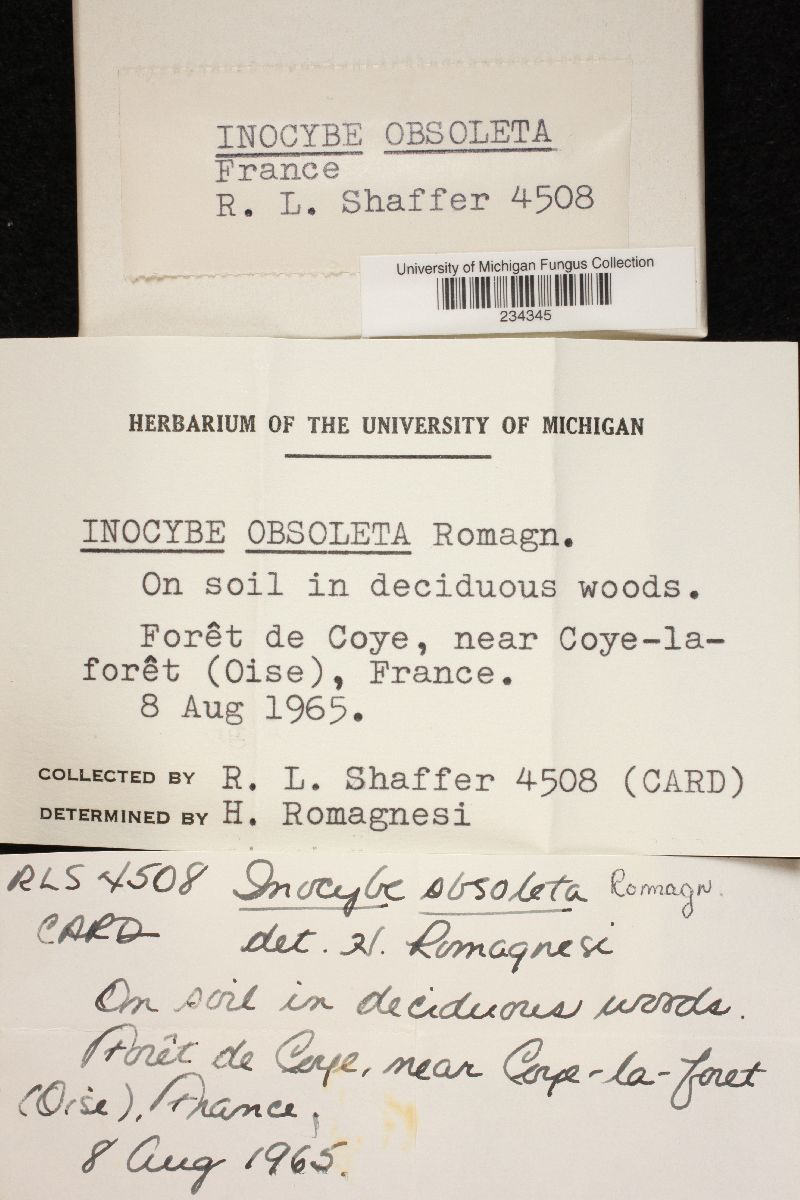 INOCYBE OBSOLETA
France
R. L. Shaffer 4508
University of Michigan Fungus Collection
234345
HERBARIUM OF THE UNIVERSITY OF MICHIGAN
INOCYBE OBSOLETA Romagn.
On soil in deciduous woods.
Forêt de Coye, near Coye-la-
forêt (Oise), France.
8 Aug 1965.
COLLECTED BY R. L. Shaffer 4508 (CARD)
DETERMINED BY H. Romagnesi
RLS 4508 Inocybe obsoleta Romagn.
CARD det. H. Romagnesi
On soil in deciduous woods.
Forêt de Coye, near Coye-la-foret
(Oise), France,
8 Aug 1965.